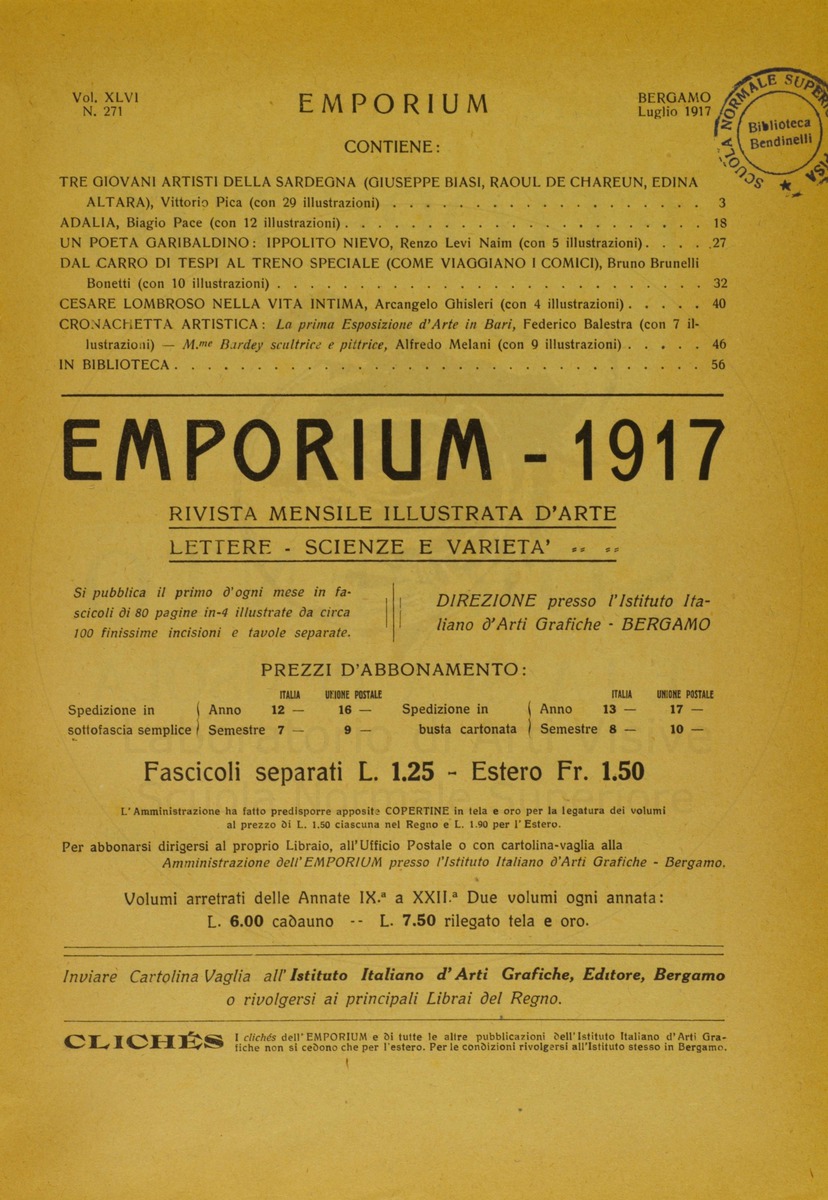 Vol. XLVI
N. 271
EMPORIUM
BERGAMO
Luglio 1917
SCUOLA NORMALE SUPER
Biblioteca
Bendinelli
CONTIENE:
TRE GIOVANI ARTISTI DELLA SARDEGNA (GIUSEPPE BIASI, RAOUL DE CHAREUN, EDINA
ALTARA), Vittorio Pica (con 29 illustrazioni) . . . . . . . . . . . . . . . . . . . 3
ADALIA, Biagio Pace (con 12 illustrazioni) . . . . . . . . . . . . . . . . . . . . . 18
UN POETA GARIBALDINO: IPPOLITO NIEVO, Renzo Levi Naim (con 5 illustrazioni) . . . . 27
DAL CARRO DI TESPI AL TRENO SPECIALE (COME VIAGGIANO I COMICI), Bruno Brunelli
Bonetti (con 10 illustrazioni) . . . . . . . . . . . . . . . . . . . . . . . . . . 32
CESARE LOMBROSO NELLA VITA INTIMA, Arcangelo Ghisleri (con 4 illustrazioni) . . . . . 40
CRONACHETTA ARTISTICA: La prima Esposizione d'Arte in Bari, Federico Balestra (con 7 il-
lustrazioni) — M.me Bardey scultrice e pittrice, Alfredo Melani (con 9 illustrazioni) . . . . . 46
IN BIBLIOTECA . . . . . . . . . . . . . . . . . . . . . . . . . . . . . . . . 56
EMPORIUM - 1917
RIVISTA MENSILE ILLUSTRATA D'ARTE
LETTERE - SCIENZE E VARIETA'
Si pubblica il primo d'ogni mese in fa-
scicoli di 80 pagine in-4 illustrate da circa
100 finissime incisioni e tavole separate.
DIREZIONE presso l'Istituto Ita-
liano d'Arti Grafiche - BERGAMO
PREZZI D'ABBONAMENTO:
ITALIA UNIONE POSTALE ITALIA UNIONE POSTALE
Spedizione in Anno 12 — 16 — Spedizione in Anno 13 — 17 —
sottofascia semplice Semestre 7 — 9 — busta cartonata Semestre 8 — 10 —
Fascicoli separati L. 1.25 - Estero Fr. 1.50
L'Amministrazione ha fatto predisporre apposite COPERTINE in tela e oro per la legatura dei volumi
al prezzo di L. 1.50 ciascuna nel Regno e L. 1.90 per l'Estero.
Per abbonarsi dirigersi al proprio Libraio, all'Ufficio Postale o con cartolina-vaglia alla
Amministrazione dell'EMPORIUM presso l'Istituto Italiano d'Arti Grafiche - Bergamo.
Volumi arretrati delle Annate IX.a a XXII.a Due volumi ogni annata:
L. 6.00 cadauno -- L. 7.50 rilegato tela e oro.
Inviare Cartolina Vaglia all'Istituto Italiano d'Arti Grafiche, Editore, Bergamo
o rivolgersi ai principali Librai del Regno.
CLICHÉS I clichés dell'EMPORIUM e di tutte le altre pubblicazioni dell'Istituto Italiano d'Arti Gra-
fiche non si cedono che per l'estero. Per le condizioni rivolgersi all'Istituto stesso in Bergamo.